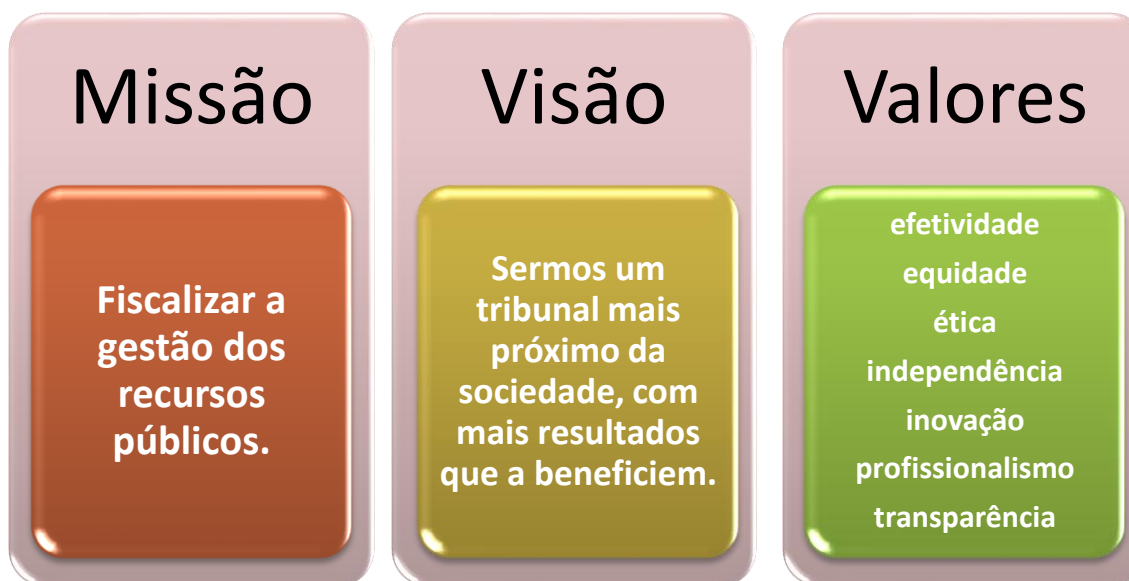 Missão
Fiscalizar a
gestão dos
recursos
públicos.
Visão
Sermos um
tribunal mais
próximo da
sociedade, com
mais resultados
que a beneficiem.
Valores
efetividade
equidade
ética
independência
inovação
profissionalismo
transparência